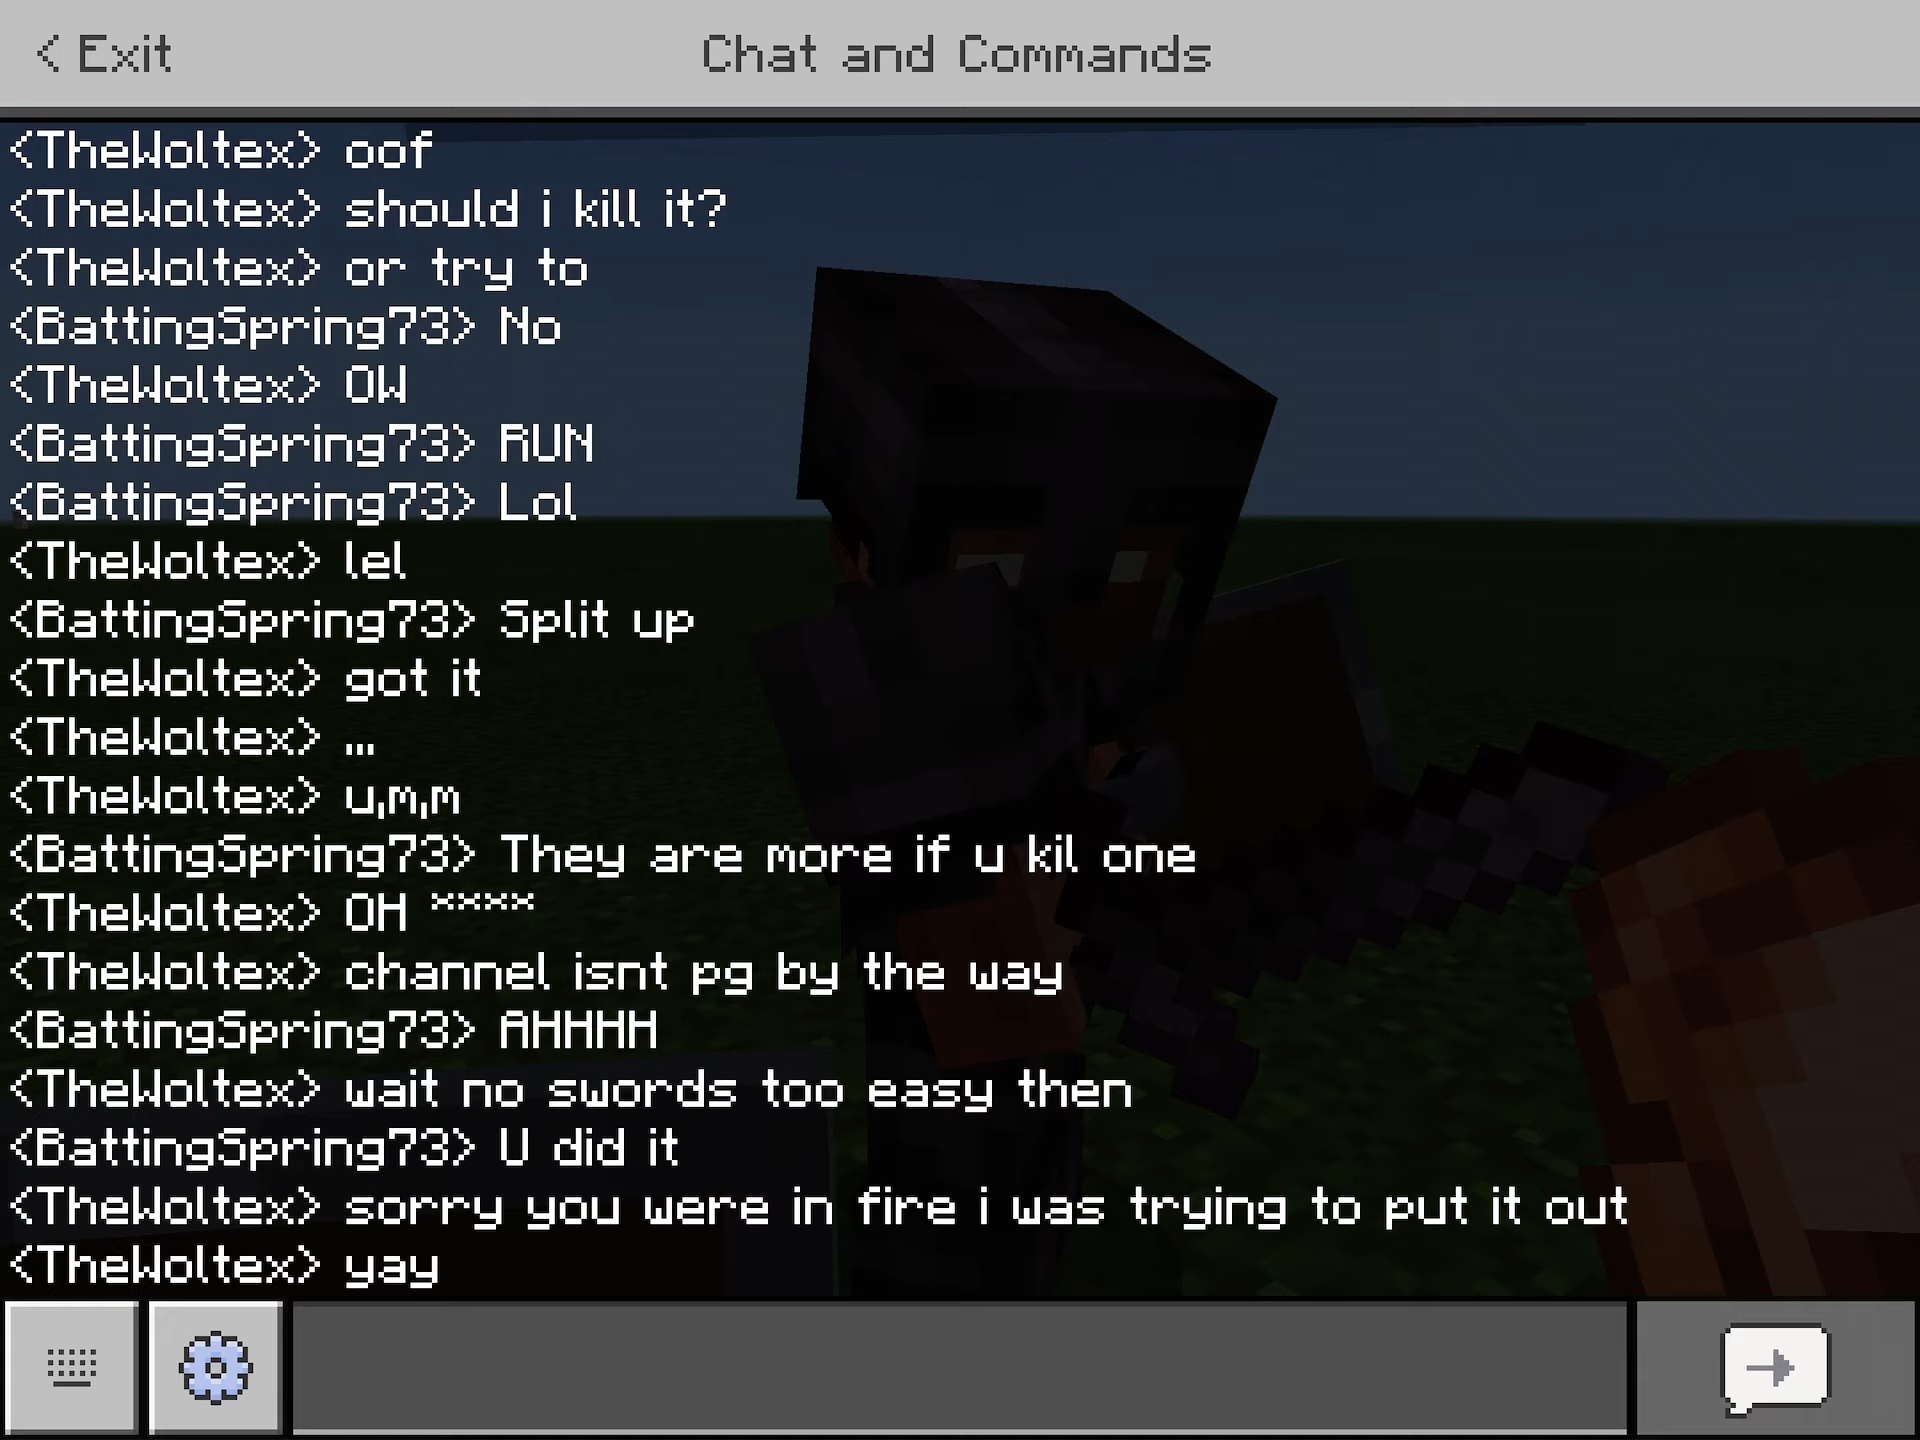 < Exit
Chat and Commands
<TheWoltex> oof
<TheWoltex> should i kill it?
<TheWoltex> or try to
<BattingSpring73> No
<TheWoltex> OW
<BattingSpring73> RUN
<BattingSpring73> Lol
<TheWoltex> lel
<BattingSpring73> Split up
<TheWoltex> got it
<TheWoltex> ...
<TheWoltex> u,m,m
<BattingSpring73> They are more if u kil one
<TheWoltex> OH ****
<TheWoltex> channel isnt pg by the way
<BattingSpring73> AHHHH
<TheWoltex> wait no swords too easy then
<BattingSpring73> U did it
<TheWoltex> sorry you were in fire i was trying to put it out
<TheWoltex> yay